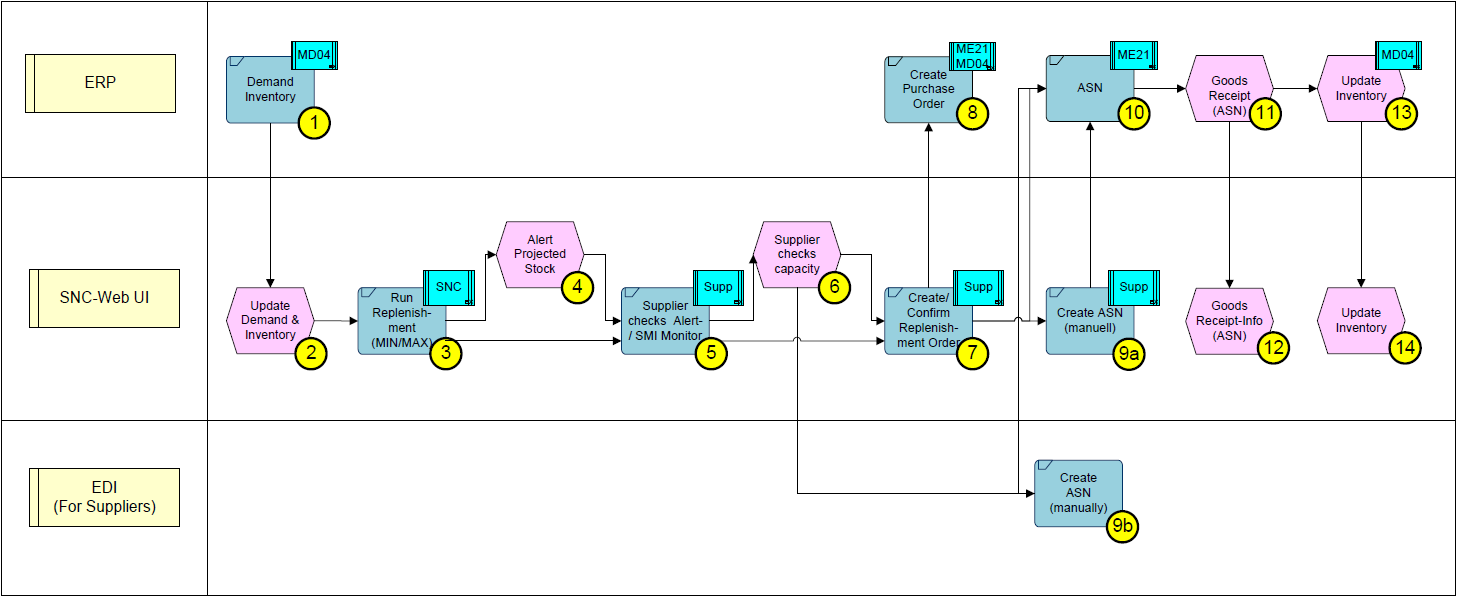 ERP
MD04
Demand
Inventory
1
ME21
MD04
Create
Purchase
Order
8
ME21
ASN
10
Goods
Receipt
(ASN)
11
MD04
Update
Inventory
13
SNC-Web UI
Update
Demand &
Inventory
2
SNC
Run
Replenish-
ment
(MIN/MAX)
3
Alert
Projected
Stock
4
Supp
Supplier
checks Alert-
/ SMI Monitor
5
Supplier
checks
capacity
6
Supp
Create/
Confirm
Replenish-
ment Order
7
Supp
Create ASN
(manuell)
9a
Goods
Receipt-Info
(ASN)
12
Update
Inventory
14
EDI
(For Suppliers)
Create
ASN
(manually)
9b